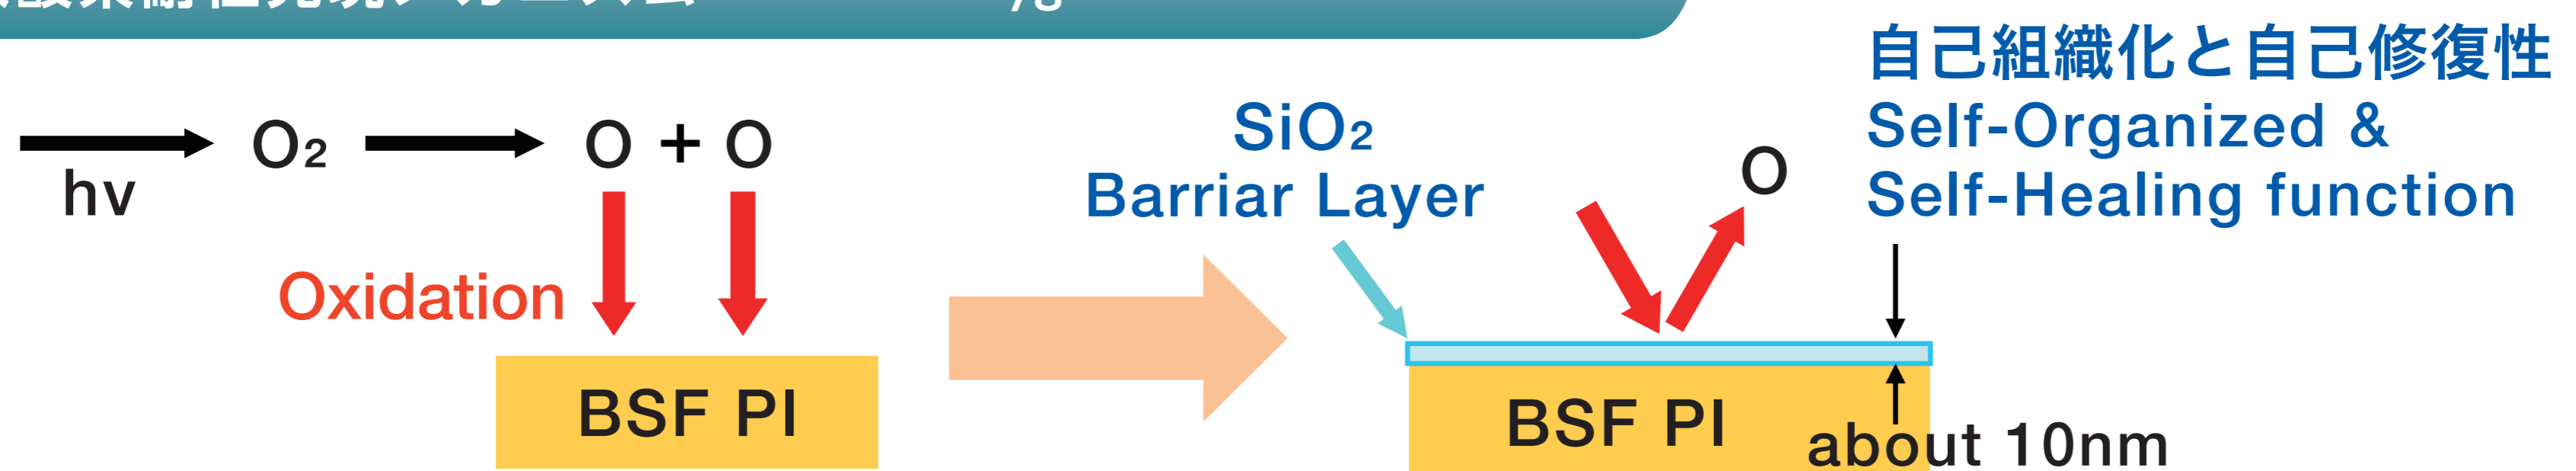 自己組織化と自己修復性
Self-Organized &
Self-Healing function
hν
O₂
O + O
Oxidation
BSF PI
SiO₂
Barriar Layer
O
BSF PI
about 10nm